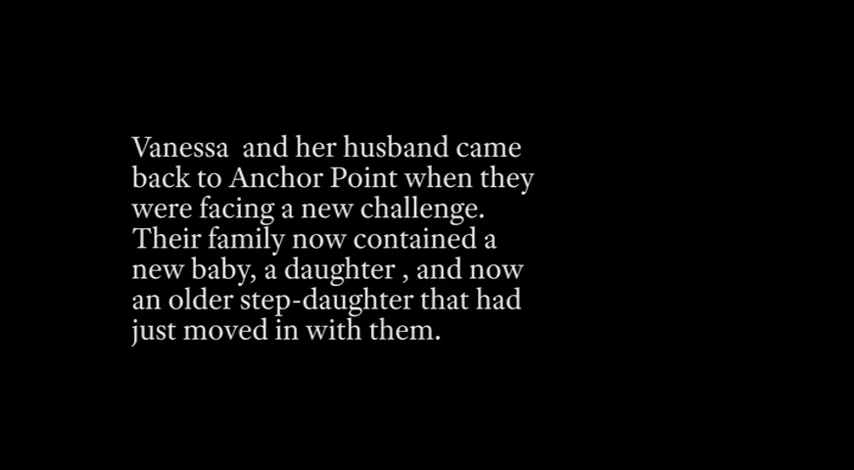 Vanessa  and her husband came
back to Anchor Point when they
were facing a new challenge.
Their family now contained a
new baby, a daughter , and now
an older step-daughter that had
just moved in with them.